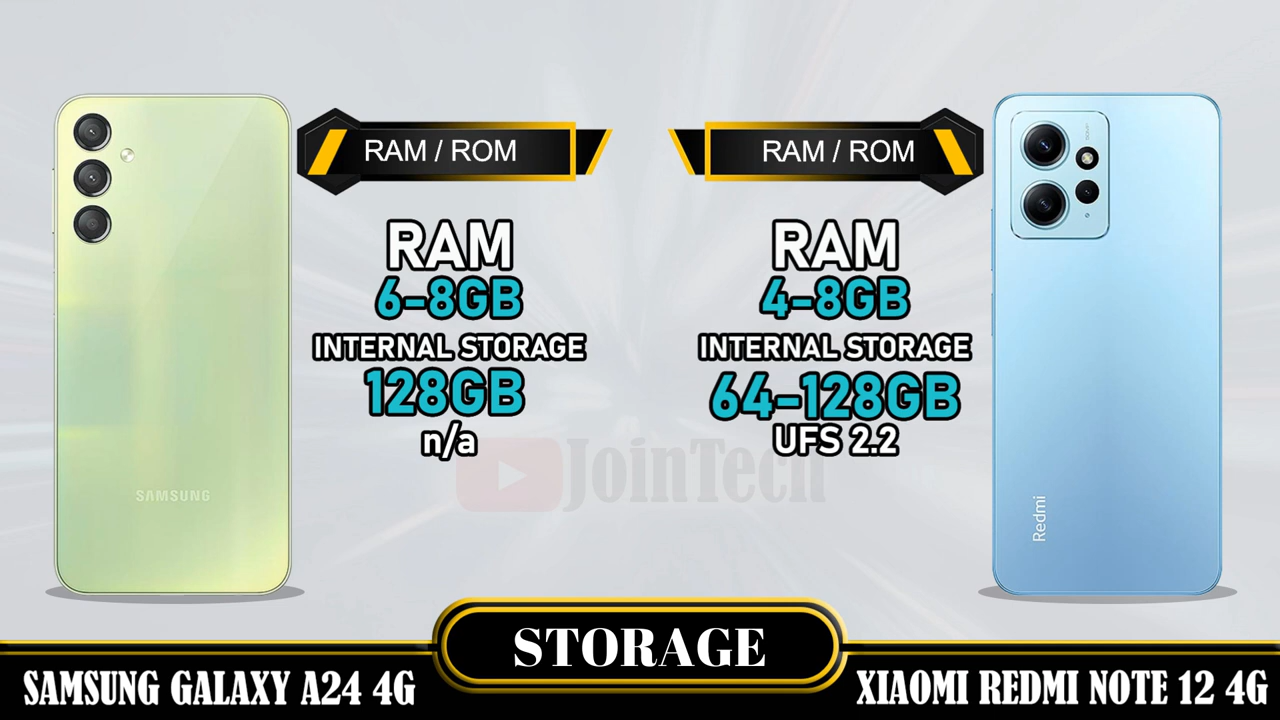 RAM / ROM
RAM
6-8GB
INTERNAL STORAGE
128GB
n/a
SAMSUNG
RAM / ROM
RAM
4-8GB
INTERNAL STORAGE
64-128GB
UFS 2.2
Redmi
JoinTech
STORAGE
SAMSUNG GALAXY A24 4G
XIAOMI REDMI NOTE 12 4G